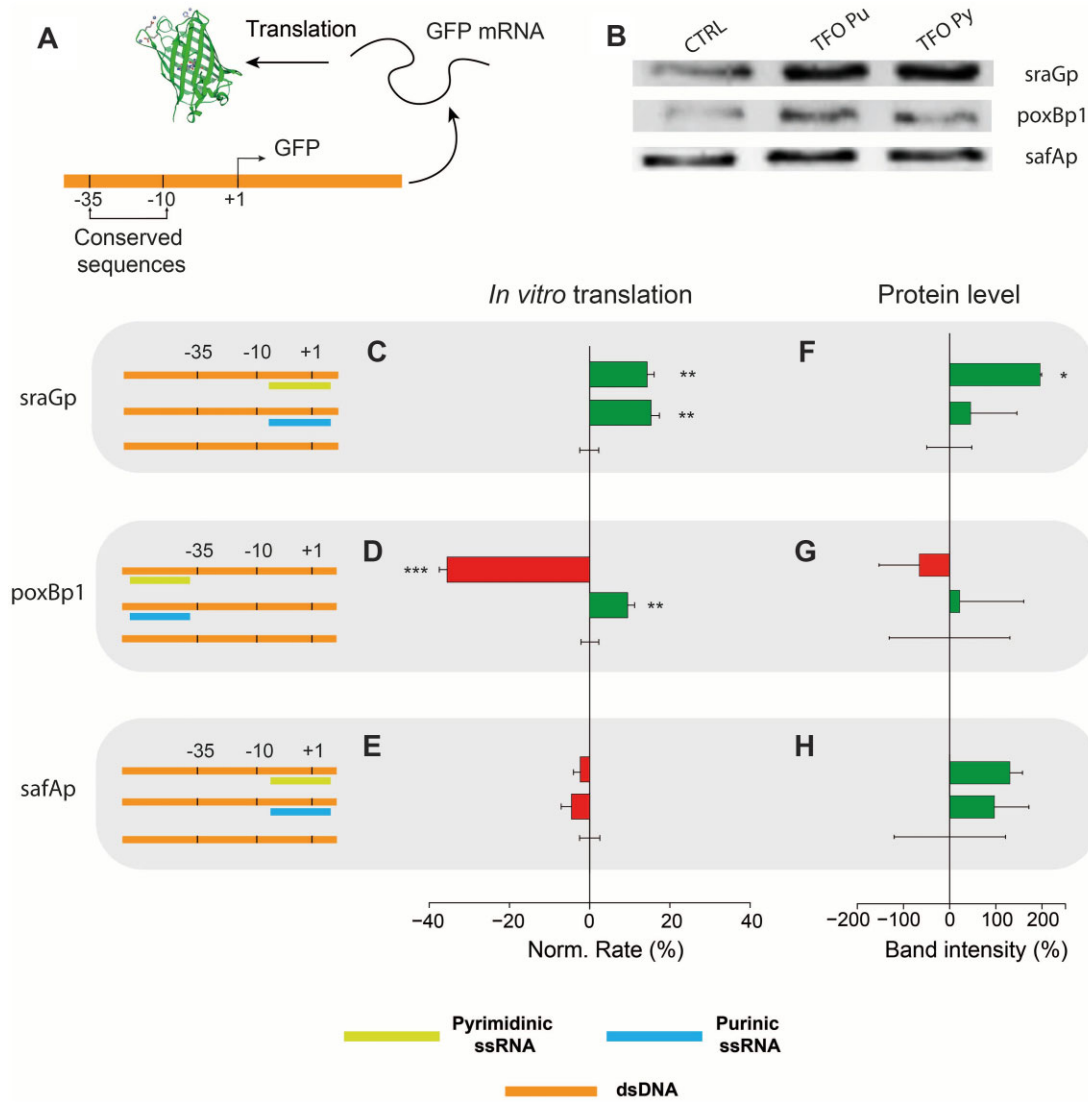 A
Translation
GFP mRNA
GFP
-35
-10
+1
Conserved
sequences
B
CTRL
TFO Pu
TFO Py
sraGp
poxBp1
safAp
In vitro translation
Protein level
sraGp
-35 -10 +1
C
**
**
F
*
poxBp1
-35 -10 +1
D
***
**
G
safAp
-35 -10 +1
E
H
−40 −20 0 20 40
Norm. Rate (%)
−200 −100 0 100 200
Band intensity (%)
Pyrimidinic
ssRNA
Purinic
ssRNA
dsDNA